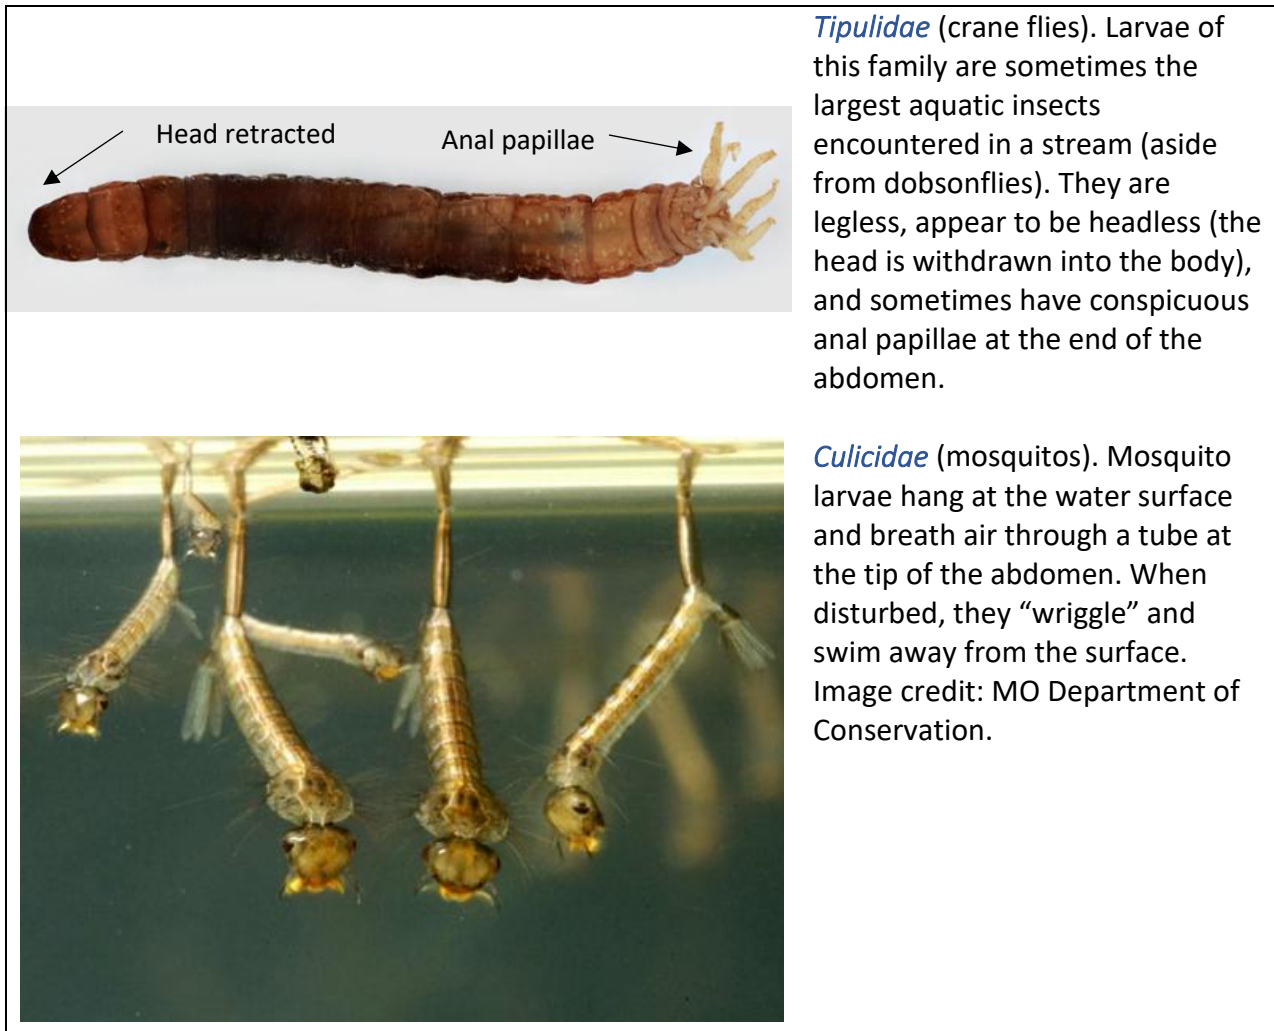 Tipulidae (crane flies). Larvae of
this family are sometimes the
largest aquatic insects
encountered in a stream (aside
from dobsonflies). They are
legless, appear to be headless (the
head is withdrawn into the body),
and sometimes have conspicuous
anal papillae at the end of the
abdomen.
Head retracted
Anal papillae
Culicidae (mosquitos). Mosquito
larvae hang at the water surface
and breath air through a tube at
the tip of the abdomen. When
disturbed, they “wriggle” and
swim away from the surface.
Image credit: MO Department of
Conservation.